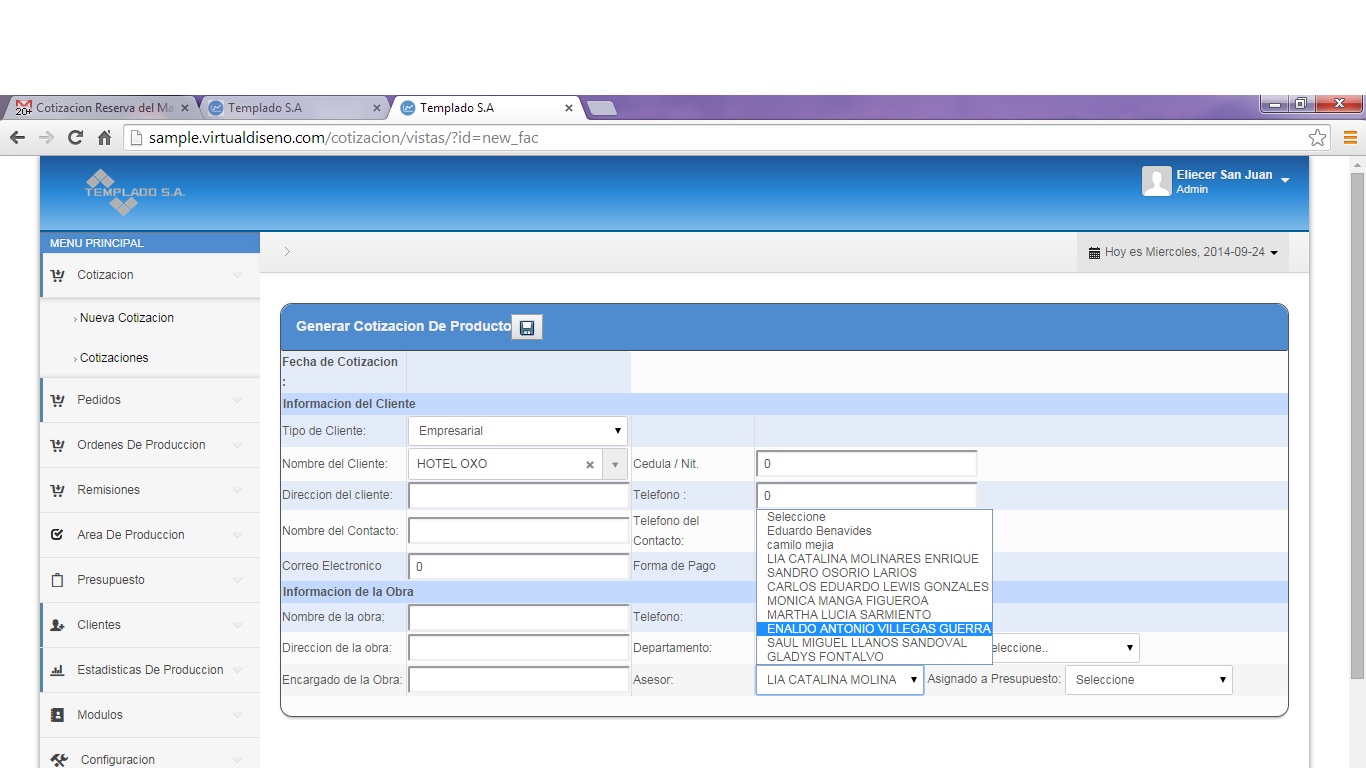 20+ Cotizacion Reserva del Ma
Templado S.A
Templado S.A
sample.virtualdiseno.com/cotizacion/vistas/?id=new_fac
TEMPLADO S.A.
Eliecer San Juan
Admin
MENU PRINCIPAL
Hoy es Miercoles, 2014-09-24
Cotizacion
› Nueva Cotizacion
› Cotizaciones
Pedidos
Ordenes De Produccion
Remisiones
Area De Produccion
Presupuesto
Clientes
Estadisticas De Produccion
Modulos
Configuracion
Generar Cotizacion De Producto
Fecha de Cotizacion
:
Informacion del Cliente
Tipo de Cliente: Empresarial
Nombre del Cliente: HOTEL OXO Cedula / Nit. 0
Direccion del cliente: Telefono : 0
Nombre del Contacto: Telefono del
Contacto:
Correo Electronico 0 Forma de Pago
Informacion de la Obra
Nombre de la obra: Telefono:
Direccion de la obra: Departamento: eleccione..
Encargado de la Obra: Asesor: LIA CATALINA MOLINA Asignado a Presupuesto: Seleccione
Seleccione
Eduardo Benavides
camilo mejia
LIA CATALINA MOLINARES ENRIQUE
SANDRO OSORIO LARIOS
CARLOS EDUARDO LEWIS GONZALES
MONICA MANGA FIGUEROA
MARTHA LUCIA SARMIENTO
ENALDO ANTONIO VILLEGAS GUERRA
SAUL MIGUEL LLANOS SANDOVAL
GLADYS FONTALVO